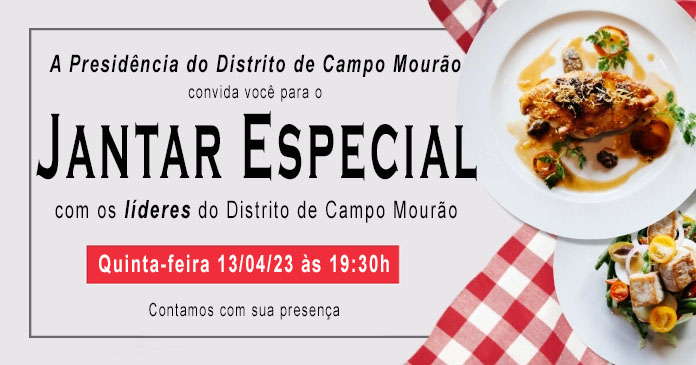 A Presidência do Distrito de Campo Mourão
convida você para o
JANTAR ESPECIAL
com os líderes do Distrito de Campo Mourão
Quinta-feira 13/04/23 às 19:30h
Contamos com sua presença